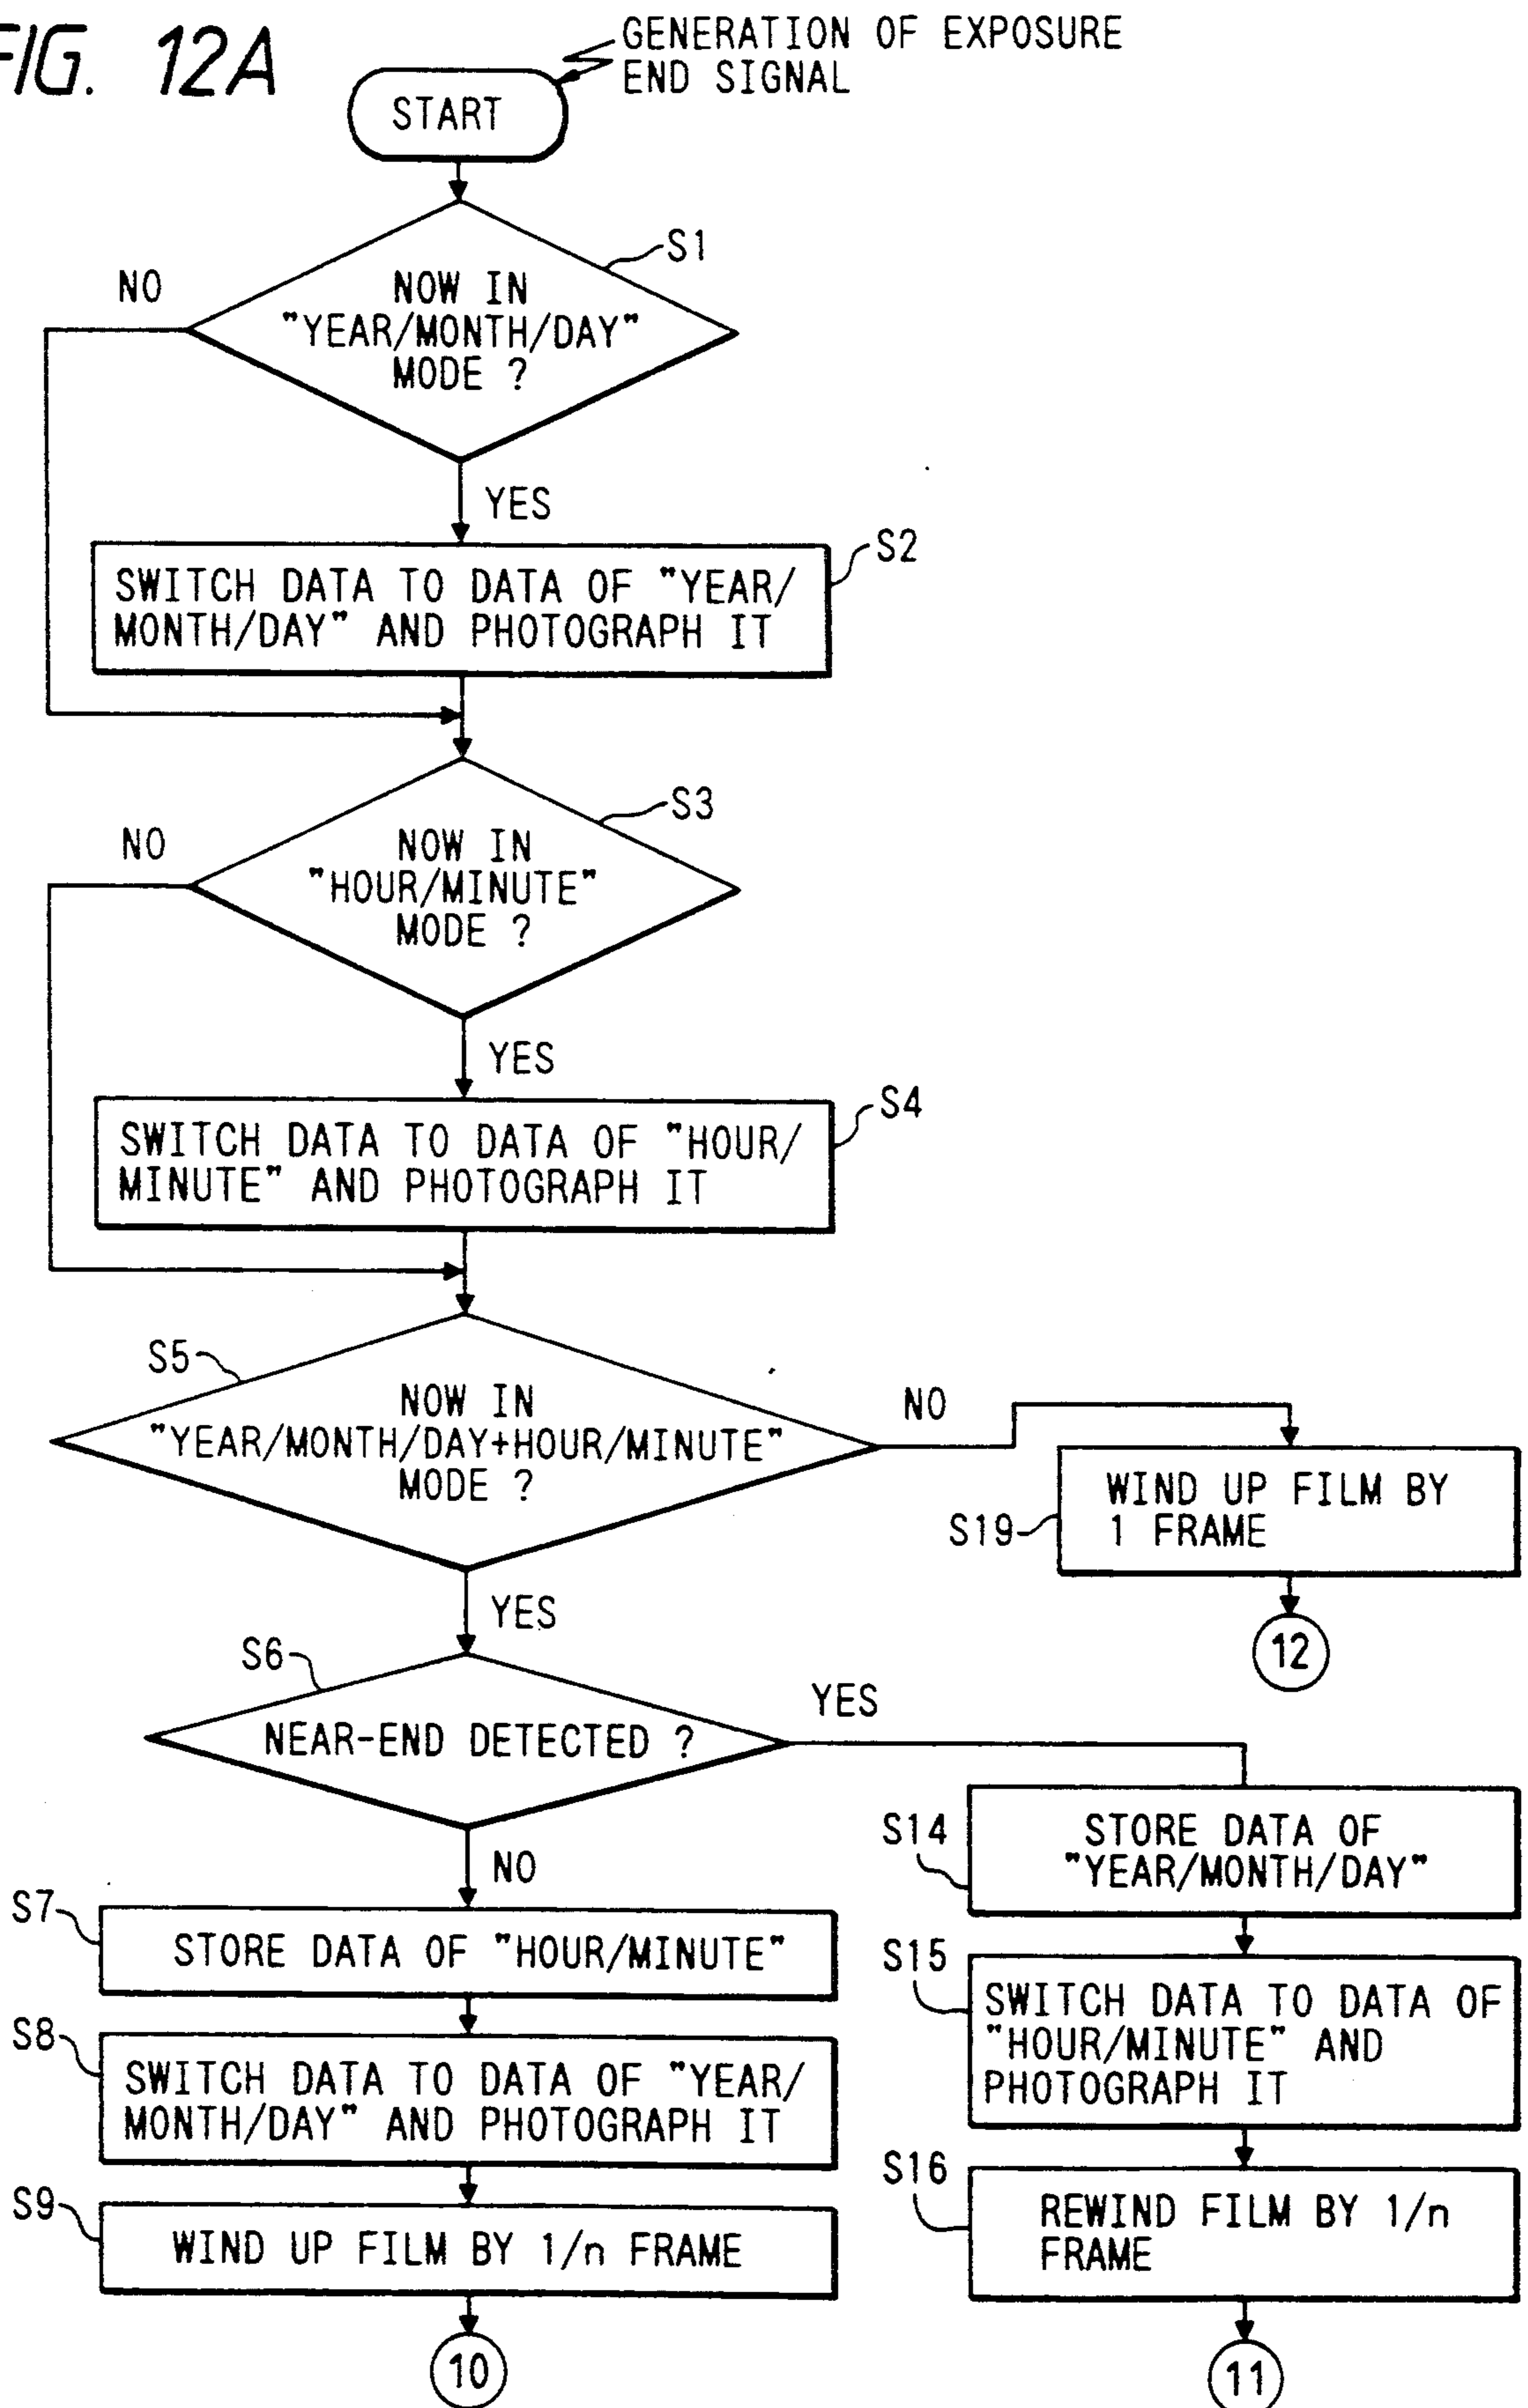 FIG. 12A
GENERATION OF EXPOSURE
END SIGNAL
START
S1
NO
NOW IN
"YEAR/MONTH/DAY"
MODE ?
YES
S2
SWITCH DATA TO DATA OF "YEAR/
MONTH/DAY" AND PHOTOGRAPH IT
S3
NO
NOW IN
"HOUR/MINUTE"
MODE ?
YES
S4
SWITCH DATA TO DATA OF "HOUR/
MINUTE" AND PHOTOGRAPH IT
S5
NOW IN
"YEAR/MONTH/DAY+HOUR/MINUTE"
MODE ?
NO
S19
WIND UP FILM BY
1 FRAME
12
YES
S6
NEAR-END DETECTED ?
YES
NO
S7
STORE DATA OF "HOUR/MINUTE"
S8
SWITCH DATA TO DATA OF "YEAR/
MONTH/DAY" AND PHOTOGRAPH IT
S9
WIND UP FILM BY 1/n FRAME
10
S14
STORE DATA OF
"YEAR/MONTH/DAY"
S15
SWITCH DATA TO DATA OF
"HOUR/MINUTE" AND
PHOTOGRAPH IT
S16
REWIND FILM BY 1/n
FRAME
11